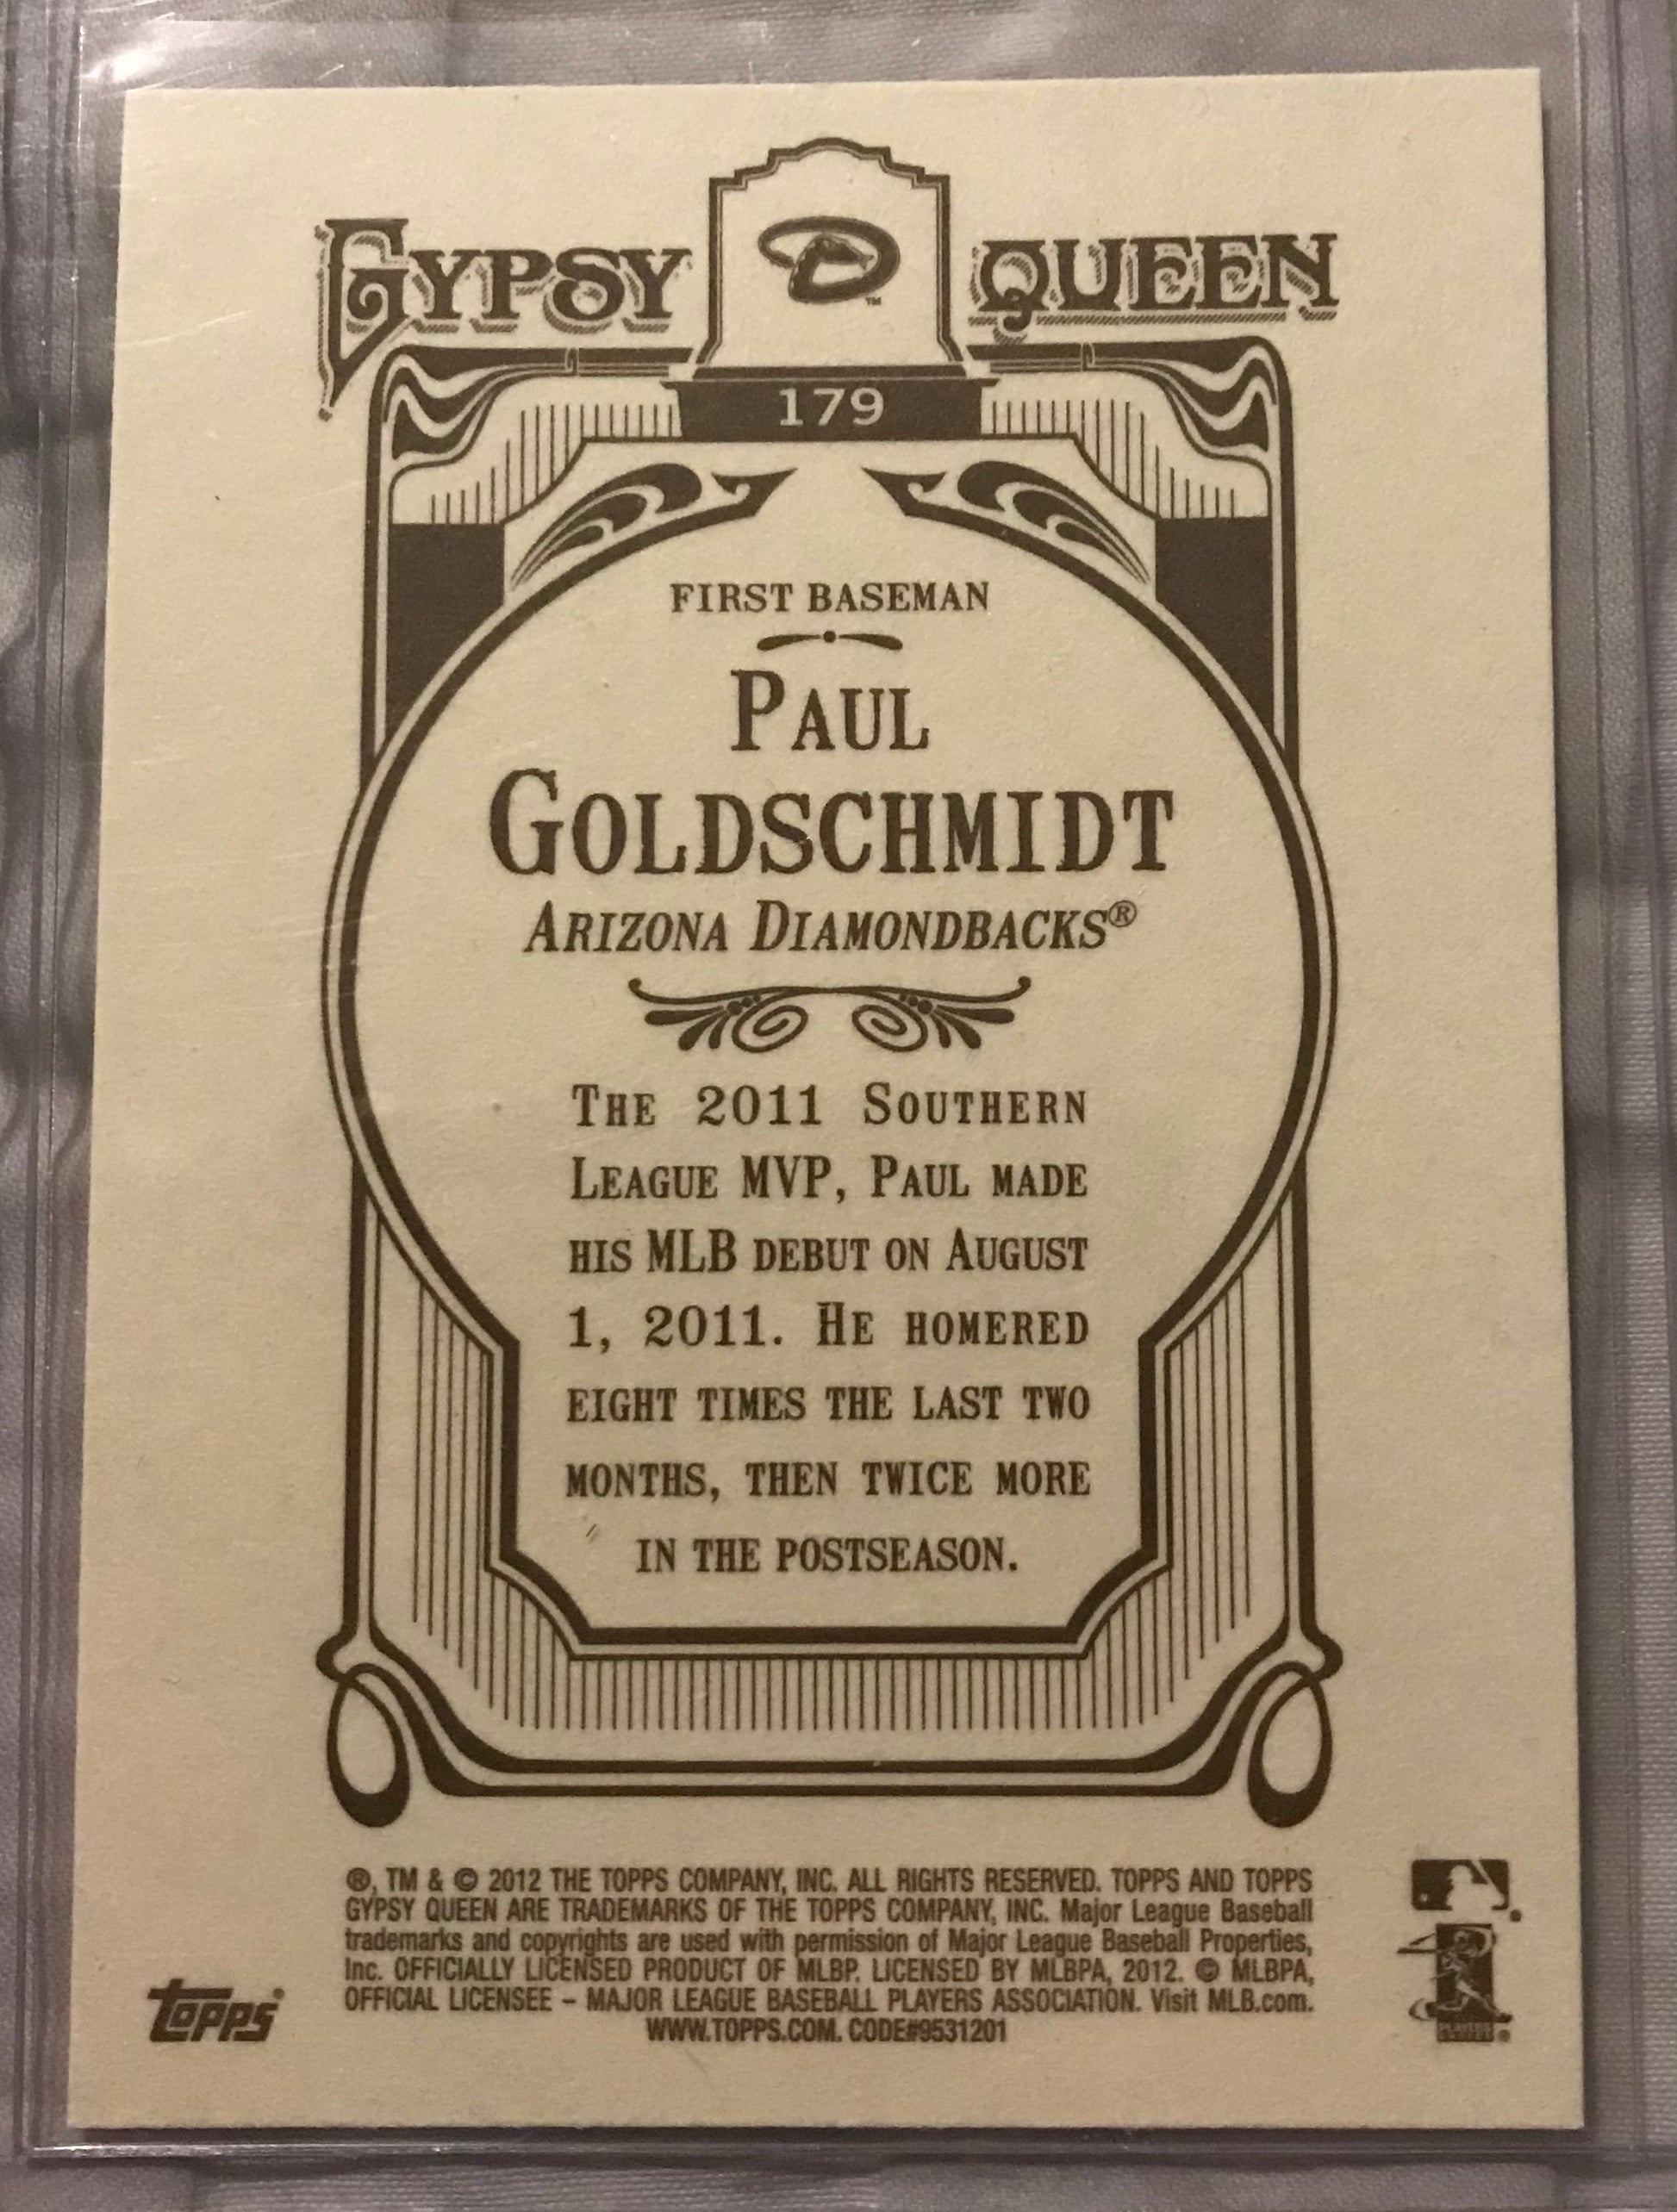 GYPSY QUEEN
™
179
FIRST BASEMAN
PAUL
GOLDSCHMIDT
ARIZONA DIAMONDBACKS®
THE 2011 SOUTHERN
LEAGUE MVP, PAUL MADE
HIS MLB DEBUT ON AUGUST
1, 2011. HE HOMERED
EIGHT TIMES THE LAST TWO
MONTHS, THEN TWICE MORE
IN THE POSTSEASON.
®, TM & © 2012 THE TOPPS COMPANY, INC. ALL RIGHTS RESERVED. TOPPS AND TOPPS
GYPSY QUEEN ARE TRADEMARKS OF THE TOPPS COMPANY, INC. Major League Baseball
trademarks and copyrights are used with permission of Major League Baseball Properties,
Inc. OFFICIALLY LICENSED PRODUCT OF MLBP. LICENSED BY MLBPA, 2012. © MLBPA,
OFFICIAL LICENSEE – MAJOR LEAGUE BASEBALL PLAYERS ASSOCIATION. Visit MLB.com.
WWW.TOPPS.COM. CODE#9531201
topps®